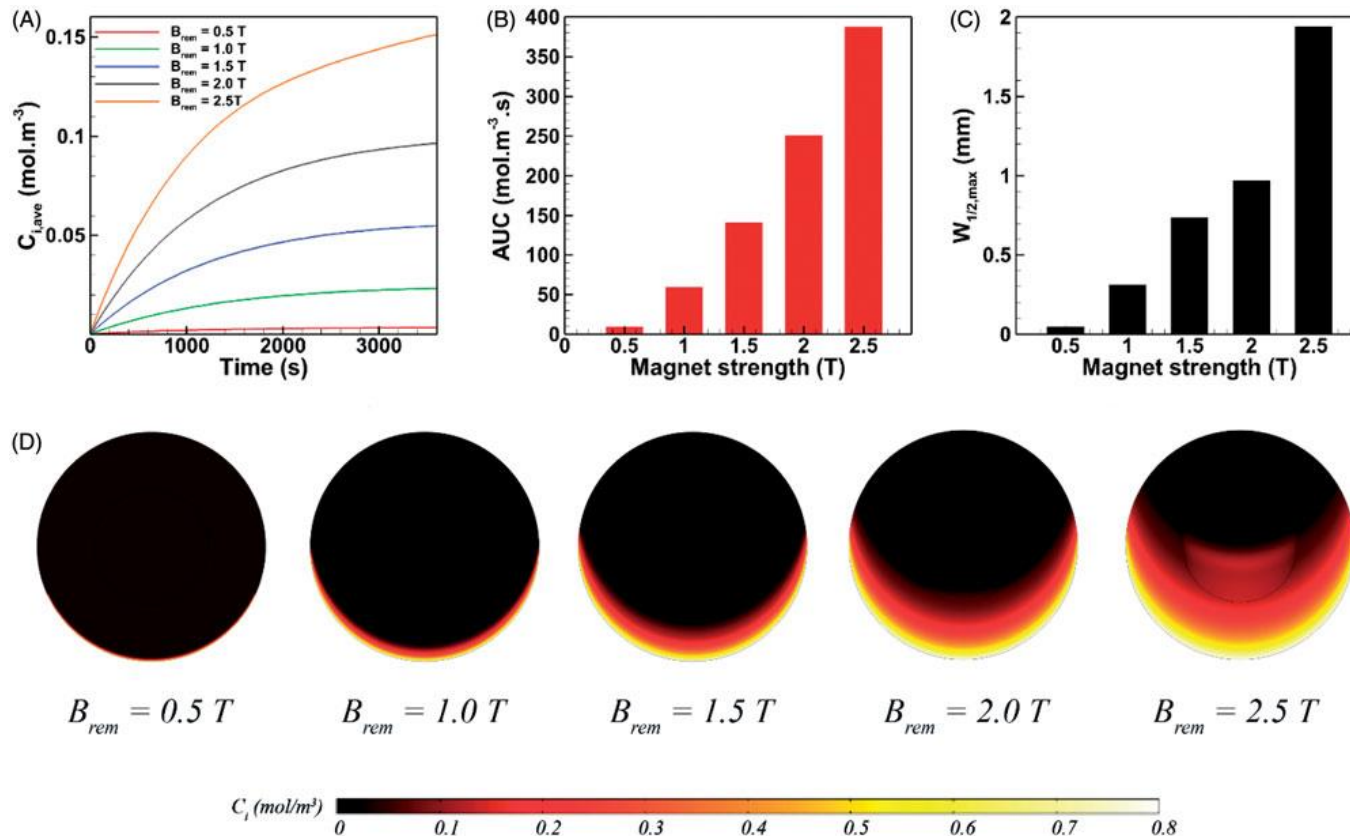 (A)
B_rem = 0.5 T
B_rem = 1.0 T
B_rem = 1.5 T
B_rem = 2.0 T
B_rem = 2.5T
0.15
0.1
0.05
C_i,ave (mol.m⁻³)
0 1000 2000 3000
Time (s)
(B)
400
350
300
250
200
150
100
50
0
AUC (mol.m⁻³.s)
0 0.5 1 1.5 2 2.5
Magnet strength (T)
(C)
2
1.5
1
0.5
0
W_1/2,max (mm)
0.5 1 1.5 2 2.5
Magnet strength (T)
(D)
B_rem = 0.5 T
B_rem = 1.0 T
B_rem = 1.5 T
B_rem = 2.0 T
B_rem = 2.5 T
C_i (mol/m³)
0 0.1 0.2 0.3 0.4 0.5 0.6 0.7 0.8